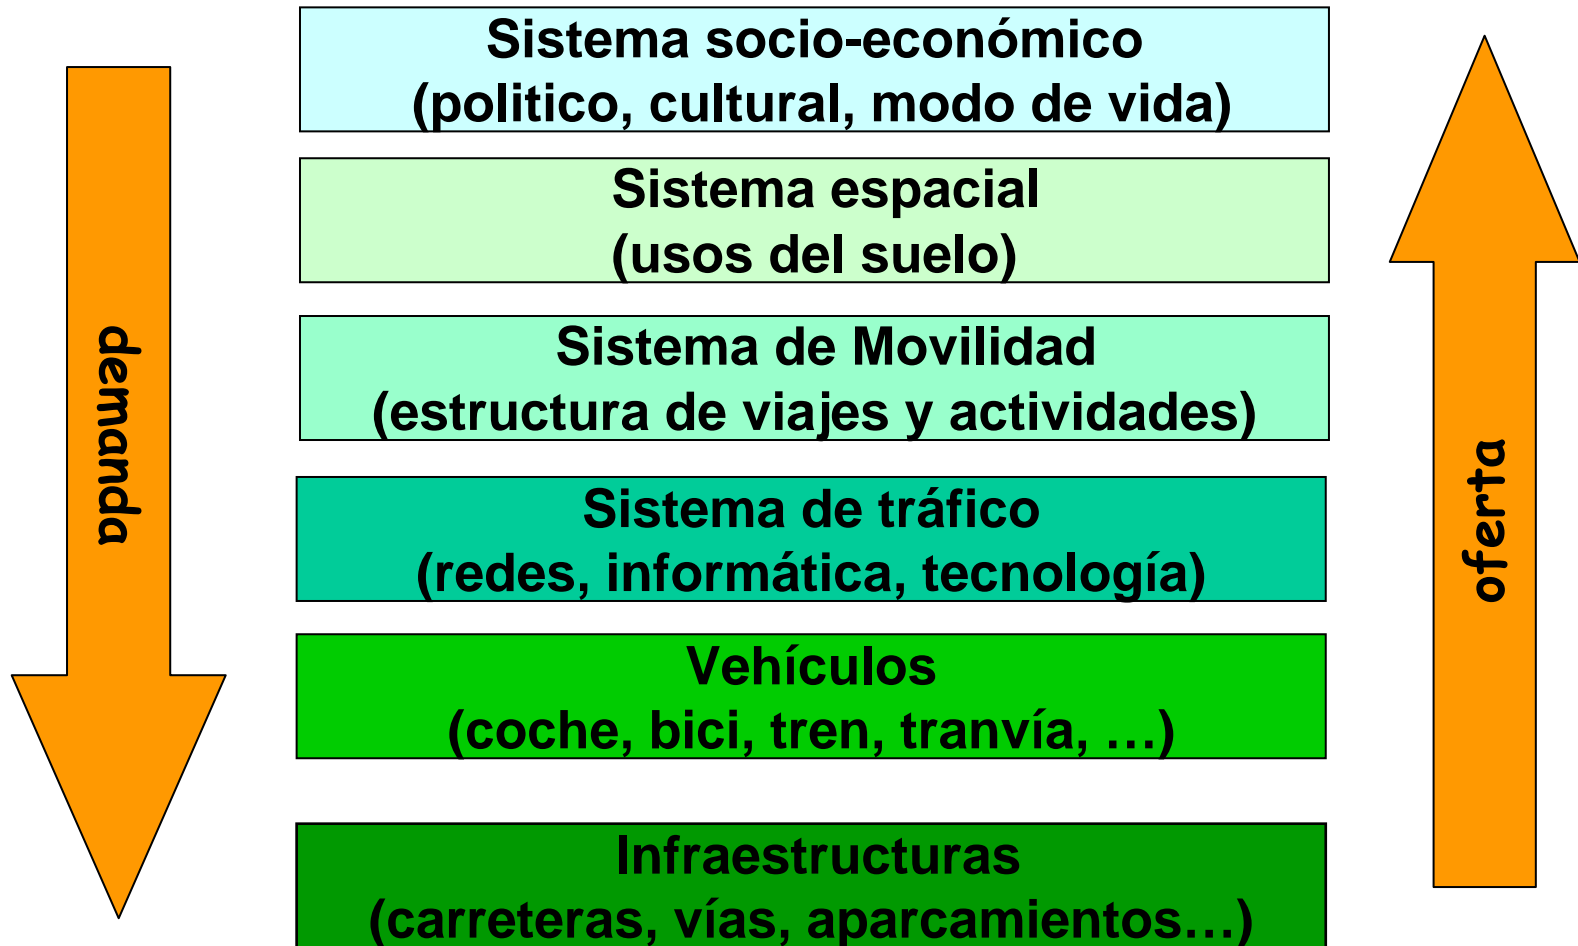 Sistema socio-económico
(politico, cultural, modo de vida)
Sistema espacial
(usos del suelo)
Sistema de Movilidad
(estructura de viajes y actividades)
Sistema de tráfico
(redes, informática, tecnología)
Vehículos
(coche, bici, tren, tranvía, …)
Infraestructuras
(carreteras, vías, aparcamientos…)
demanda
oferta